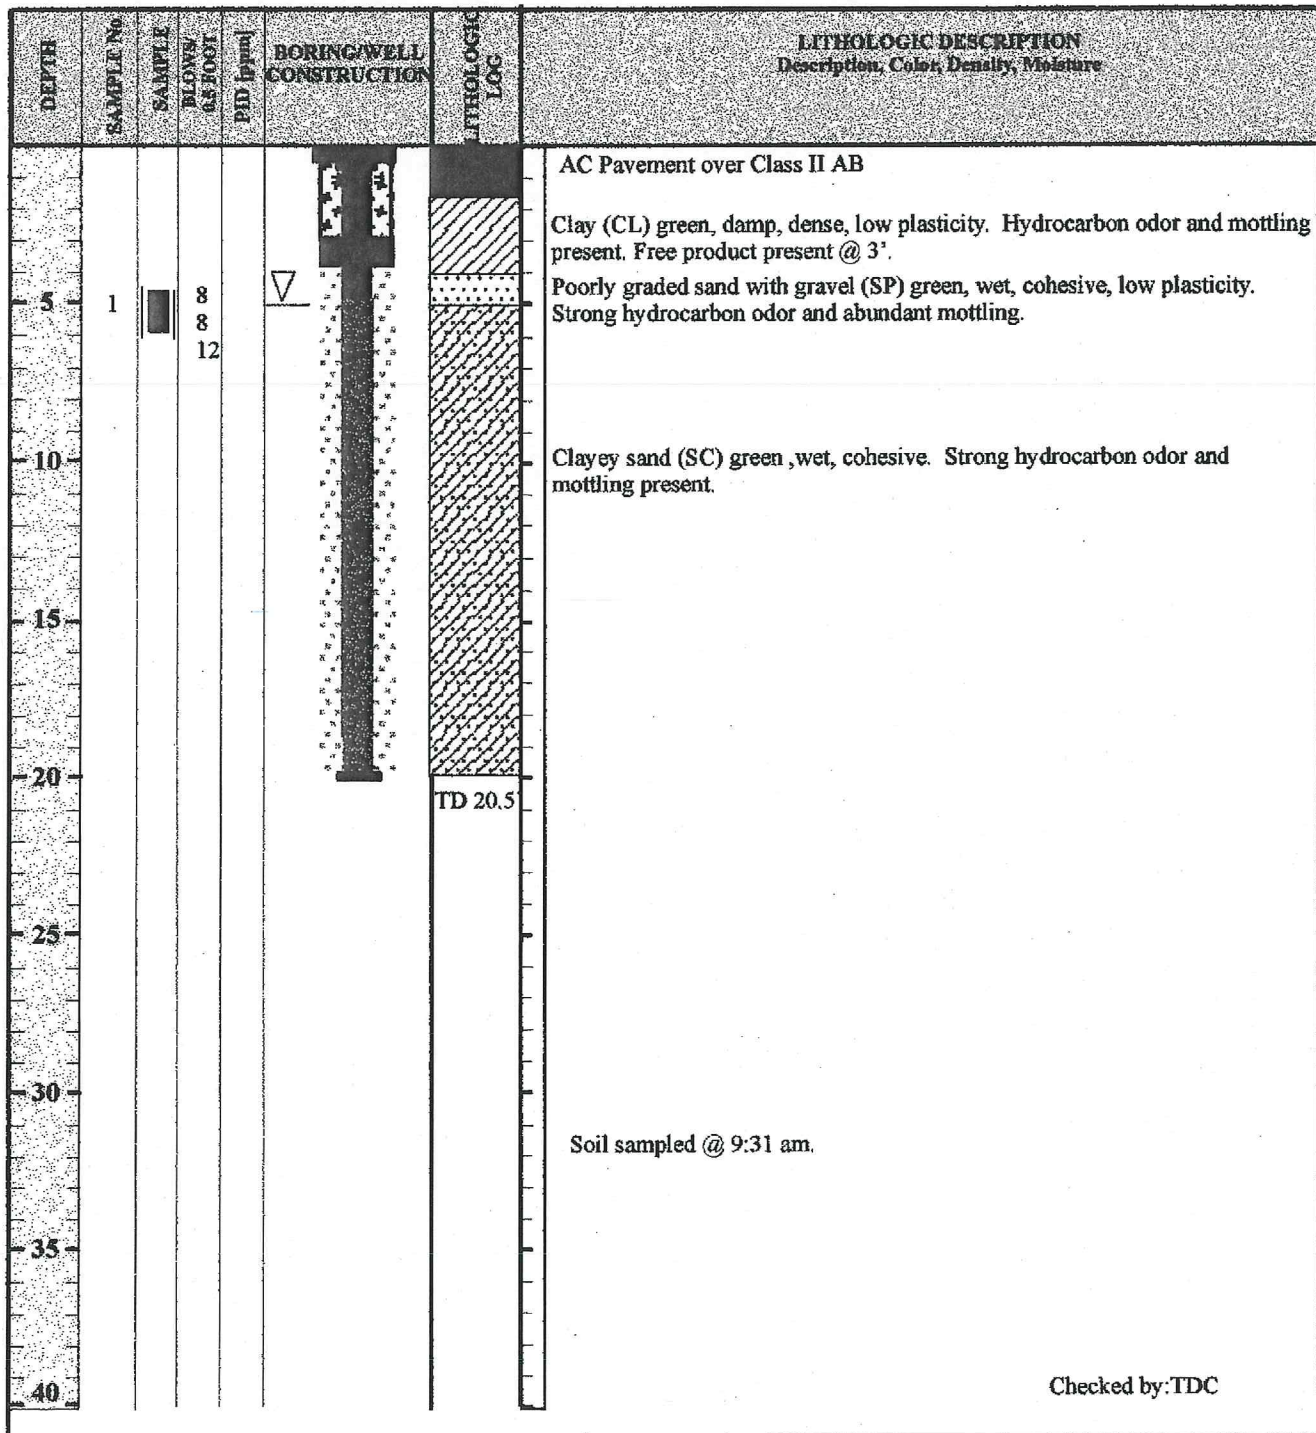 DEPTH
SAMPLE No
SAMPLE
BLOWS/
0.5 FOOT
PID [ppm]
BORING/WELL
CONSTRUCTION
LITHOLOGIC
LOG
LITHOLOGIC DESCRIPTION
Description, Color, Density, Moisture
AC Pavement over Class II AB
Clay (CL) green, damp, dense, low plasticity. Hydrocarbon odor and mottling
present. Free product present @ 3'.
Poorly graded sand with gravel (SP) green, wet, cohesive, low plasticity.
Strong hydrocarbon odor and abundant mottling.
5
1
8
8
12
10
Clayey sand (SC) green ,wet, cohesive. Strong hydrocarbon odor and
mottling present.
15
20
TD 20.5
25
30
Soil sampled @ 9:31 am.
35
40
Checked by:TDC